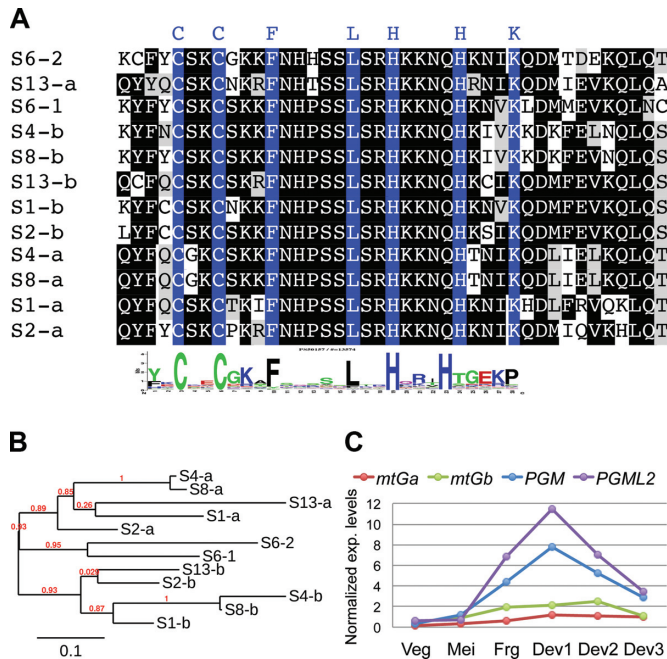 A
C C F L H H K
S6-2 KCFYCSKCGKKFNHHSSLSRHKKNQHKNIKQDMTDEKQLQT
S13-a QYYQCSKCNKRFNHTSSLSRHKKNQHRNIKQDMIEVKQLQA
S6-1 KYFYCSKCSKKFNHPSSLSRHKKNQHKNVKLDMMEVKQLNC
S4-b KYFNCSKCSKKFNHPSSLSRHKKNQHKIVKKDKFELNQLQS
S8-b KYFYCSKCSKKFNHPSSLSRHKKNQHKIVKKDKFEVNQLQS
S13-b QCFQCSKCSKRFNHPSSLSRHKKNQHKCIKQDMFEVKQLQS
S1-b KYFCCSKCNKKFNHPSSLSRHKKNQHKNVKQDMFEVKQLQS
S2-b LYFCCSKCSKKFNHPSSLSRHKKNQHKSIKQDMFEVKQLQS
S4-a QYFQCGKCSKKFNHPSSLSRHKKNQHTNIKQDLIELKQLQT
S8-a QYFQCGKCSKKFNHPSSLSRHKKNQHTNIKQDLIELKQLQT
S1-a QYFQCSKCTKIFNHPSSLSRHKKNQHKNIKHDLFRVQKLQT
S2-a QYFYCSKCPKRFNHPSSLSRHKKNQHKNIKQDMIQVKHLQT
Y C C G K F L H R H T G E K P
B
S4-a
1
0.85
S8-a
0.89
S13-a
0.26
S1-a
0.93
S2-a
S6-2
0.95
S6-1
S13-b
0.93
0.029
S2-b
S4-b
1
S8-b
0.87
S1-b
0.1
C
mtGa mtGb PGM PGML2
Normalized exp. levels
12
10
8
6
4
2
0
Veg Mei Frg Dev1 Dev2 Dev3